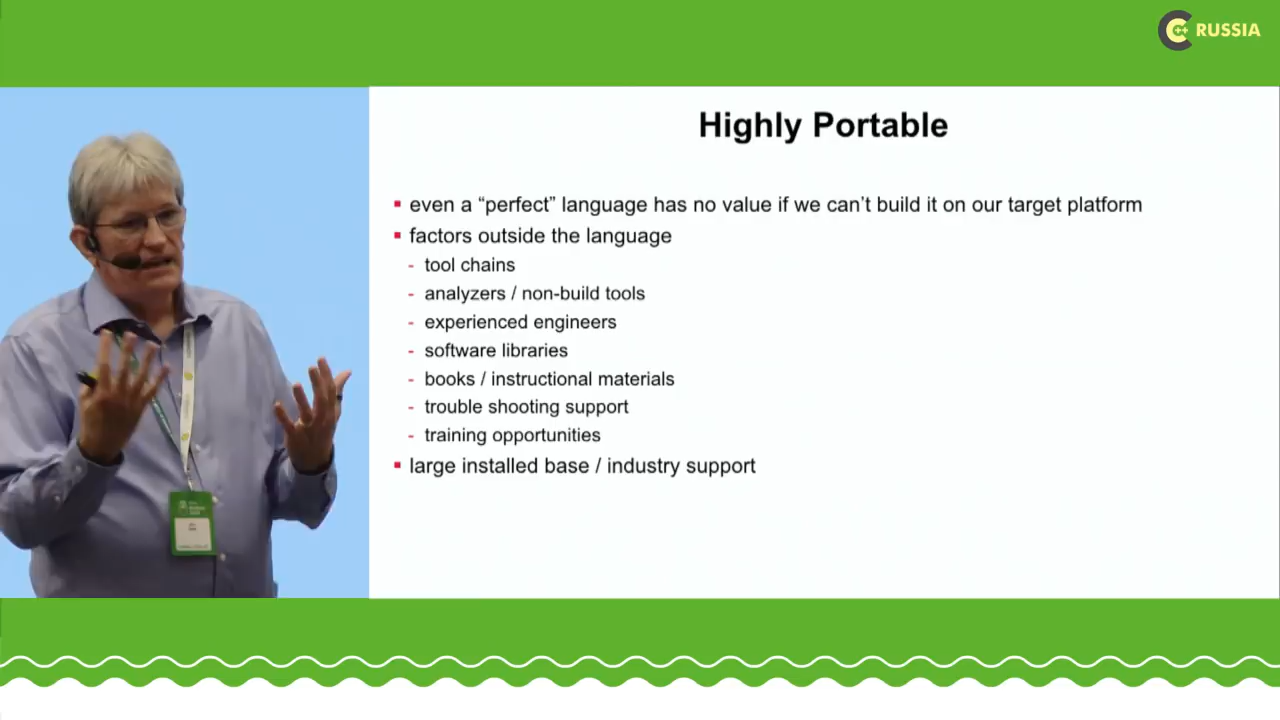 C++ RUSSIA
Highly Portable
even a “perfect” language has no value if we can’t build it on our target platform
factors outside the language
- tool chains
- analyzers / non-build tools
- experienced engineers
- software libraries
- books / instructional materials
- trouble shooting support
- training opportunities
large installed base / industry support